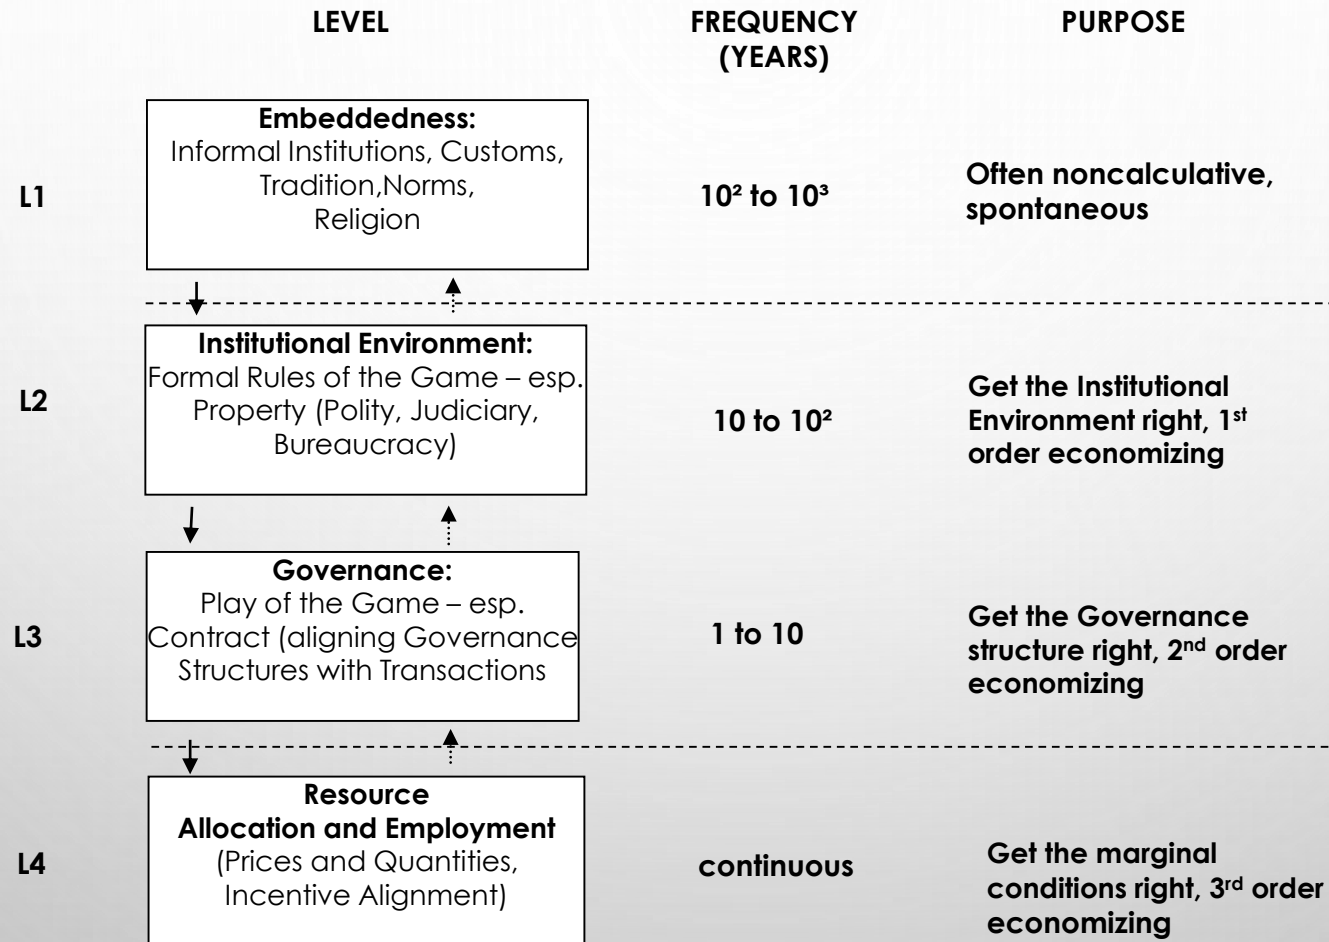 LEVEL
FREQUENCY
(YEARS)
PURPOSE
L1
Embeddedness:
Informal Institutions, Customs,
Tradition,Norms,
Religion
10² to 10³
Often noncalculative,
spontaneous
L2
Institutional Environment:
Formal Rules of the Game – esp.
Property (Polity, Judiciary,
Bureaucracy)
10 to 10²
Get the Institutional
Environment right, 1st
order economizing
L3
Governance:
Play of the Game – esp.
Contract (aligning Governance
Structures with Transactions
1 to 10
Get the Governance
structure right, 2nd order
economizing
L4
Resource
Allocation and Employment
(Prices and Quantities,
Incentive Alignment)
continuous
Get the marginal
conditions right, 3rd order
economizing